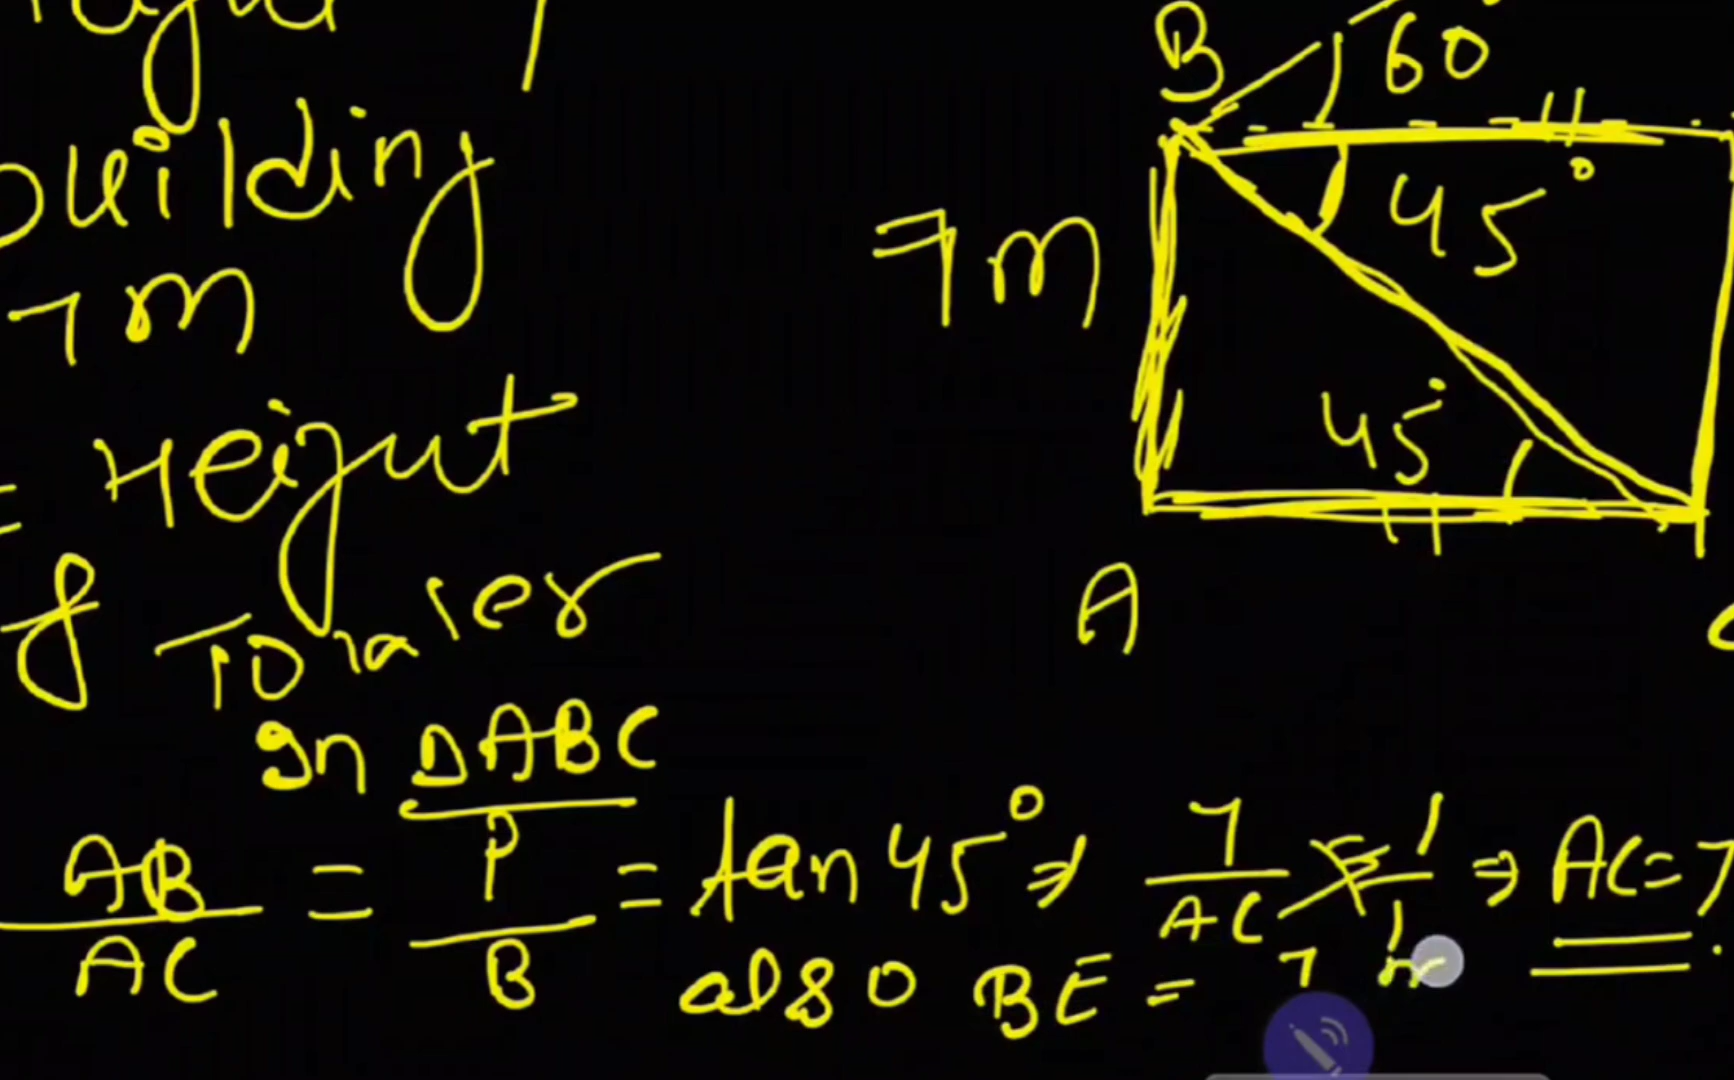 B 60°
building
45°
7m
7m
45°
= Height
of Tower
A
In ΔABC
AB/AC = P/B = tan 45° ⇒ 7/AC = 1/1 ⇒ AC = 7
also BE = 7 m